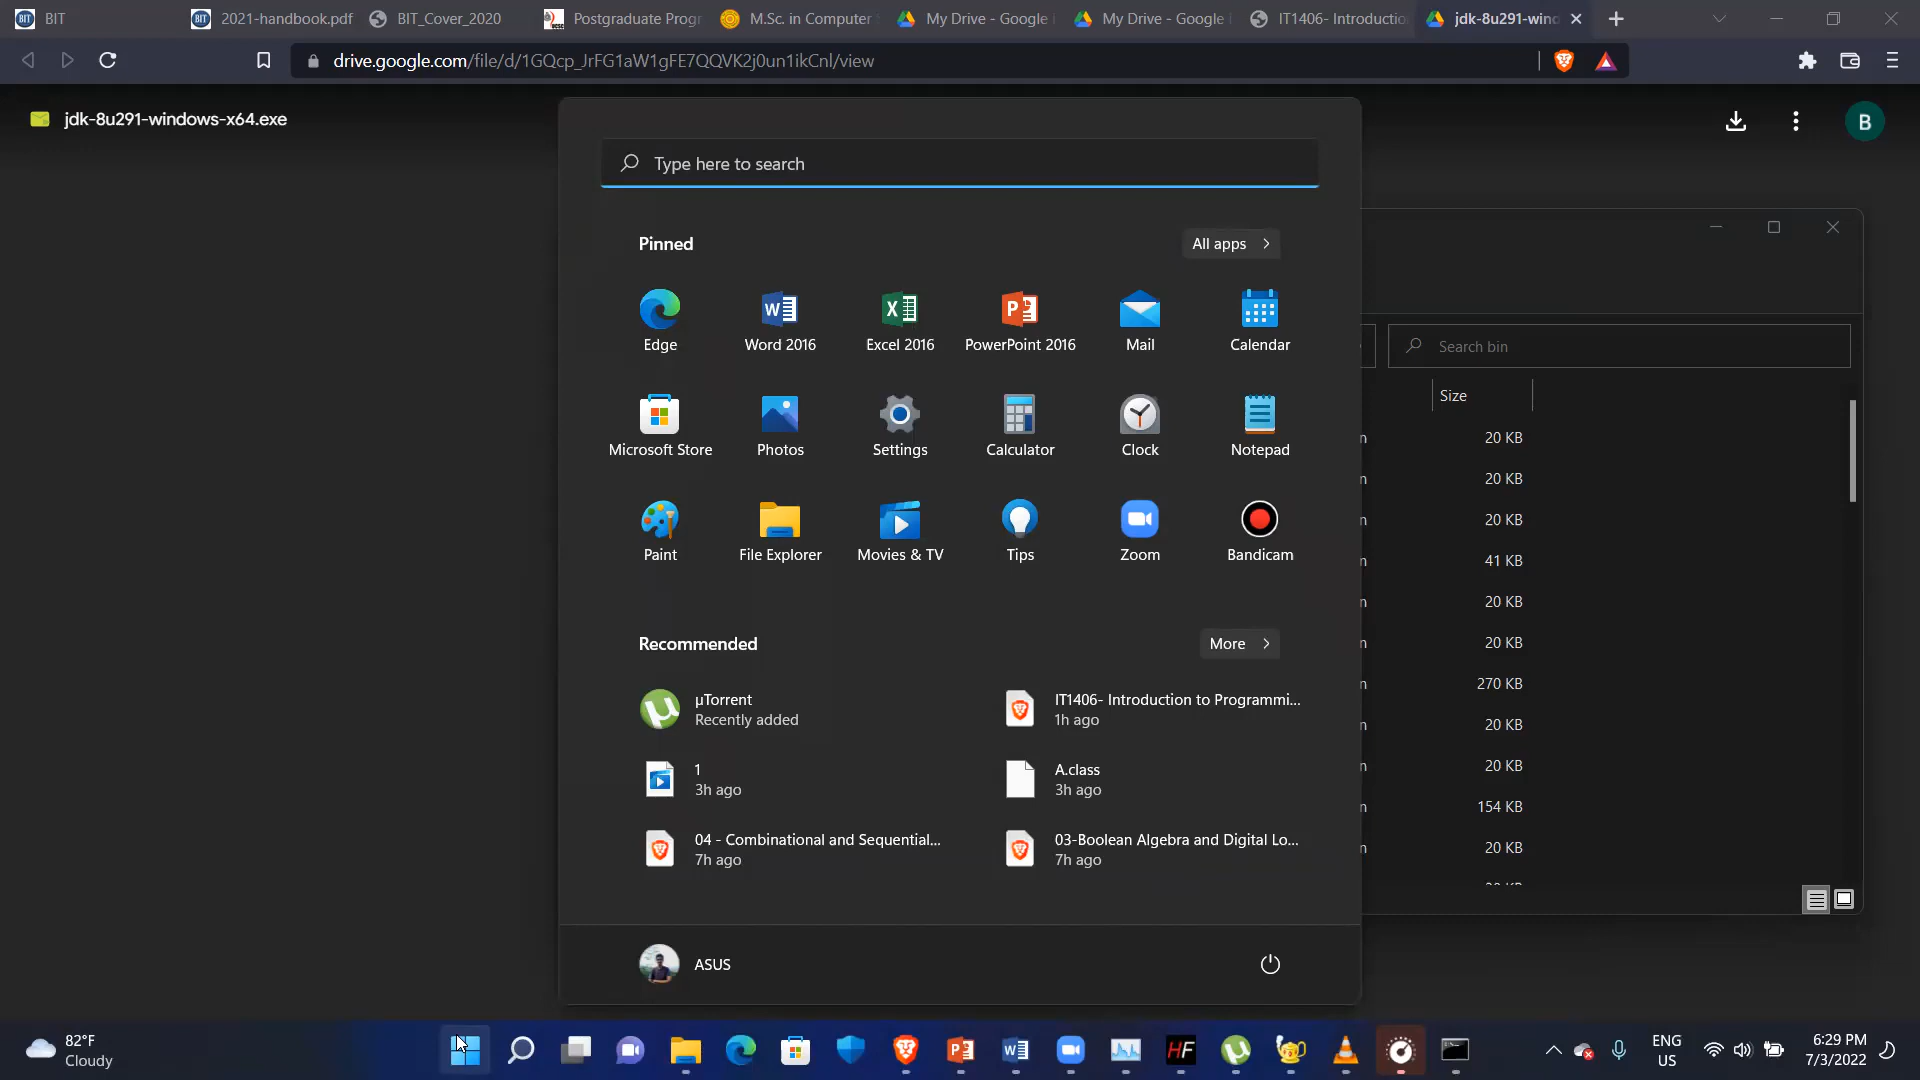 BIT
2021-handbook.pdf
BIT_Cover_2020
Postgraduate Progr
M.Sc. in Computer
My Drive - Google
My Drive - Google
IT1406- Introductio
jdk-8u291-wind
drive.google.com/file/d/1GQcp_JrFG1aW1gFE7QQVK2j0un1ikCnl/view
jdk-8u291-windows-x64.exe
B
Type here to search
Pinned
All apps
Edge
Word 2016
Excel 2016
PowerPoint 2016
Mail
Calendar
Microsoft Store
Photos
Settings
Calculator
Clock
Notepad
Paint
File Explorer
Movies & TV
Tips
Zoom
Bandicam
Recommended
More
µTorrent
Recently added
IT1406- Introduction to Programmi...
1h ago
1
3h ago
A.class
3h ago
04 - Combinational and Sequential...
7h ago
03-Boolean Algebra and Digital Lo...
7h ago
ASUS
Search bin
Size
20 KB
20 KB
20 KB
41 KB
20 KB
20 KB
270 KB
20 KB
20 KB
154 KB
20 KB
82°F
Cloudy
HF
ENG
US
6:29 PM
7/3/2022